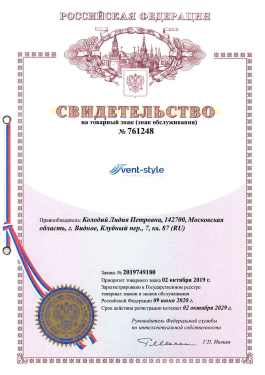 РОССИЙСКАЯ ФЕДЕРАЦИЯ
СВИДЕТЕЛЬСТВО
на товарный знак (знак обслуживания)
№ 761248
vent-style
Правообладатель: Колодий Лидия Петровна, 142700, Московская
область, г. Видное, Клубный пер., 7, кв. 87 (RU)
Заявка № 2019749180
Приоритет товарного знака 02 октября 2019 г.
Зарегистрировано в Государственном реестре
товарных знаков и знаков обслуживания
Российской Федерации 09 июня 2020 г.
Срок действия регистрации истекает 02 октября 2029 г.
Руководитель Федеральной службы
по интеллектуальной собственности
Г.П. Ивлиев